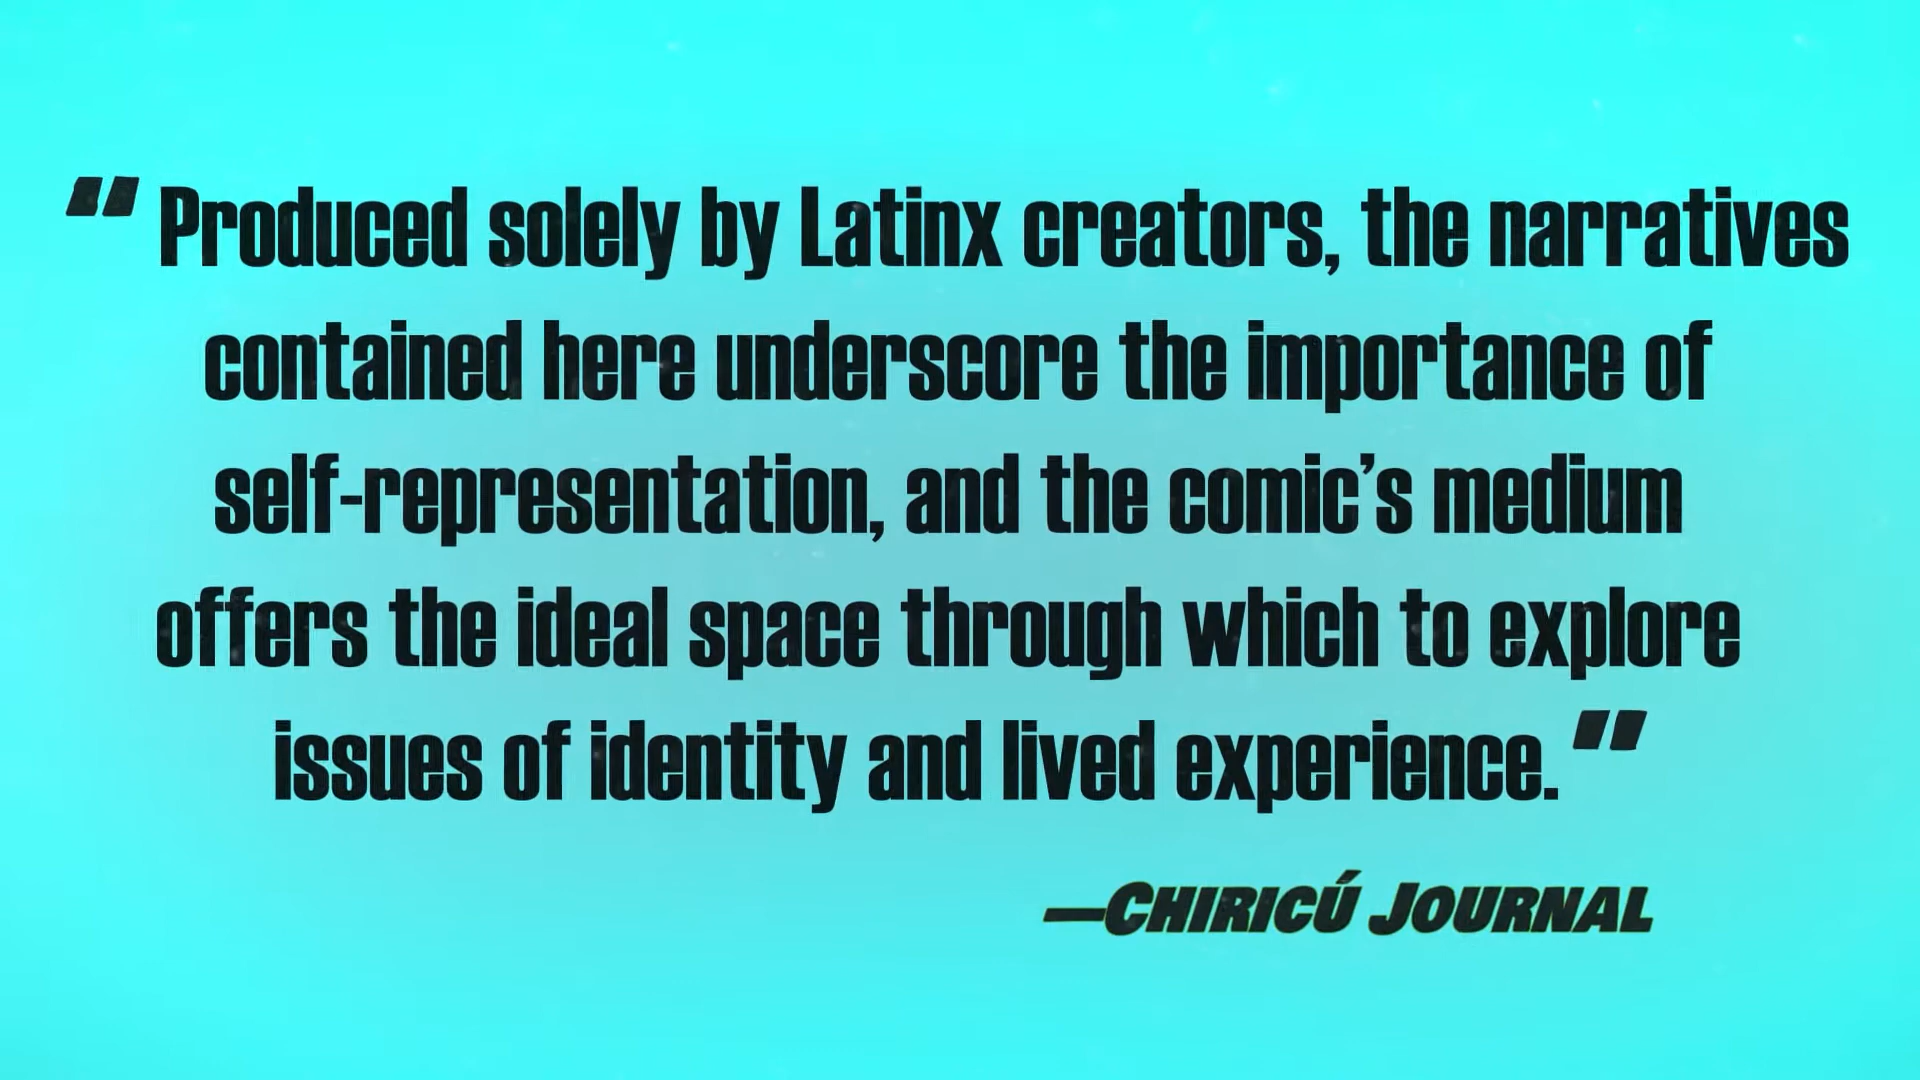 “Produced solely by Latinx creators, the narratives
contained here underscore the importance of
self-representation, and the comic’s medium
offers the ideal space through which to explore
issues of identity and lived experience.”
—CHIRICÚ JOURNAL